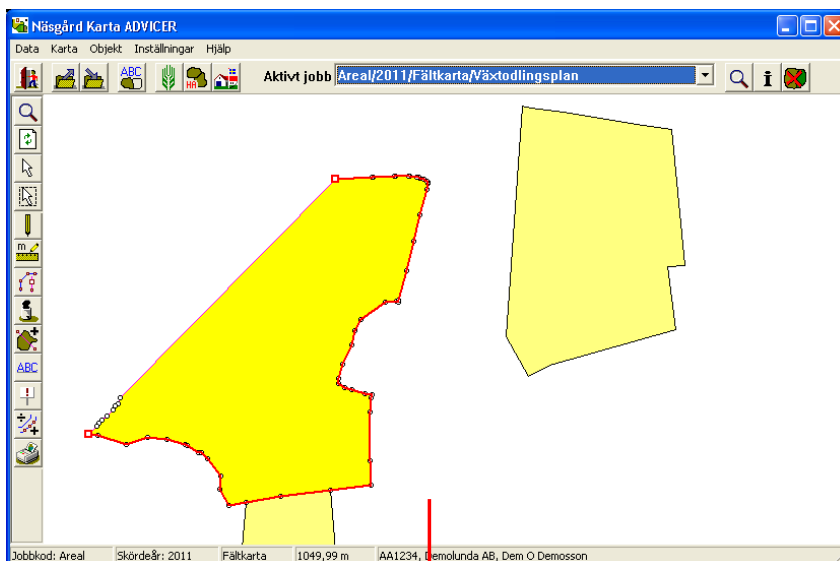 Näsgård Karta ADVICER
Data Karta Objekt Inställningar Hjälp
ABC HA Aktivt jobb Areal/2011/Fältkarta/Växtodlingsplan i
m
ABC
Jobbkod: Areal Skördeår: 2011 Fältkarta 1049,99 m AA1234, Demolunda AB, Dem O Demosson